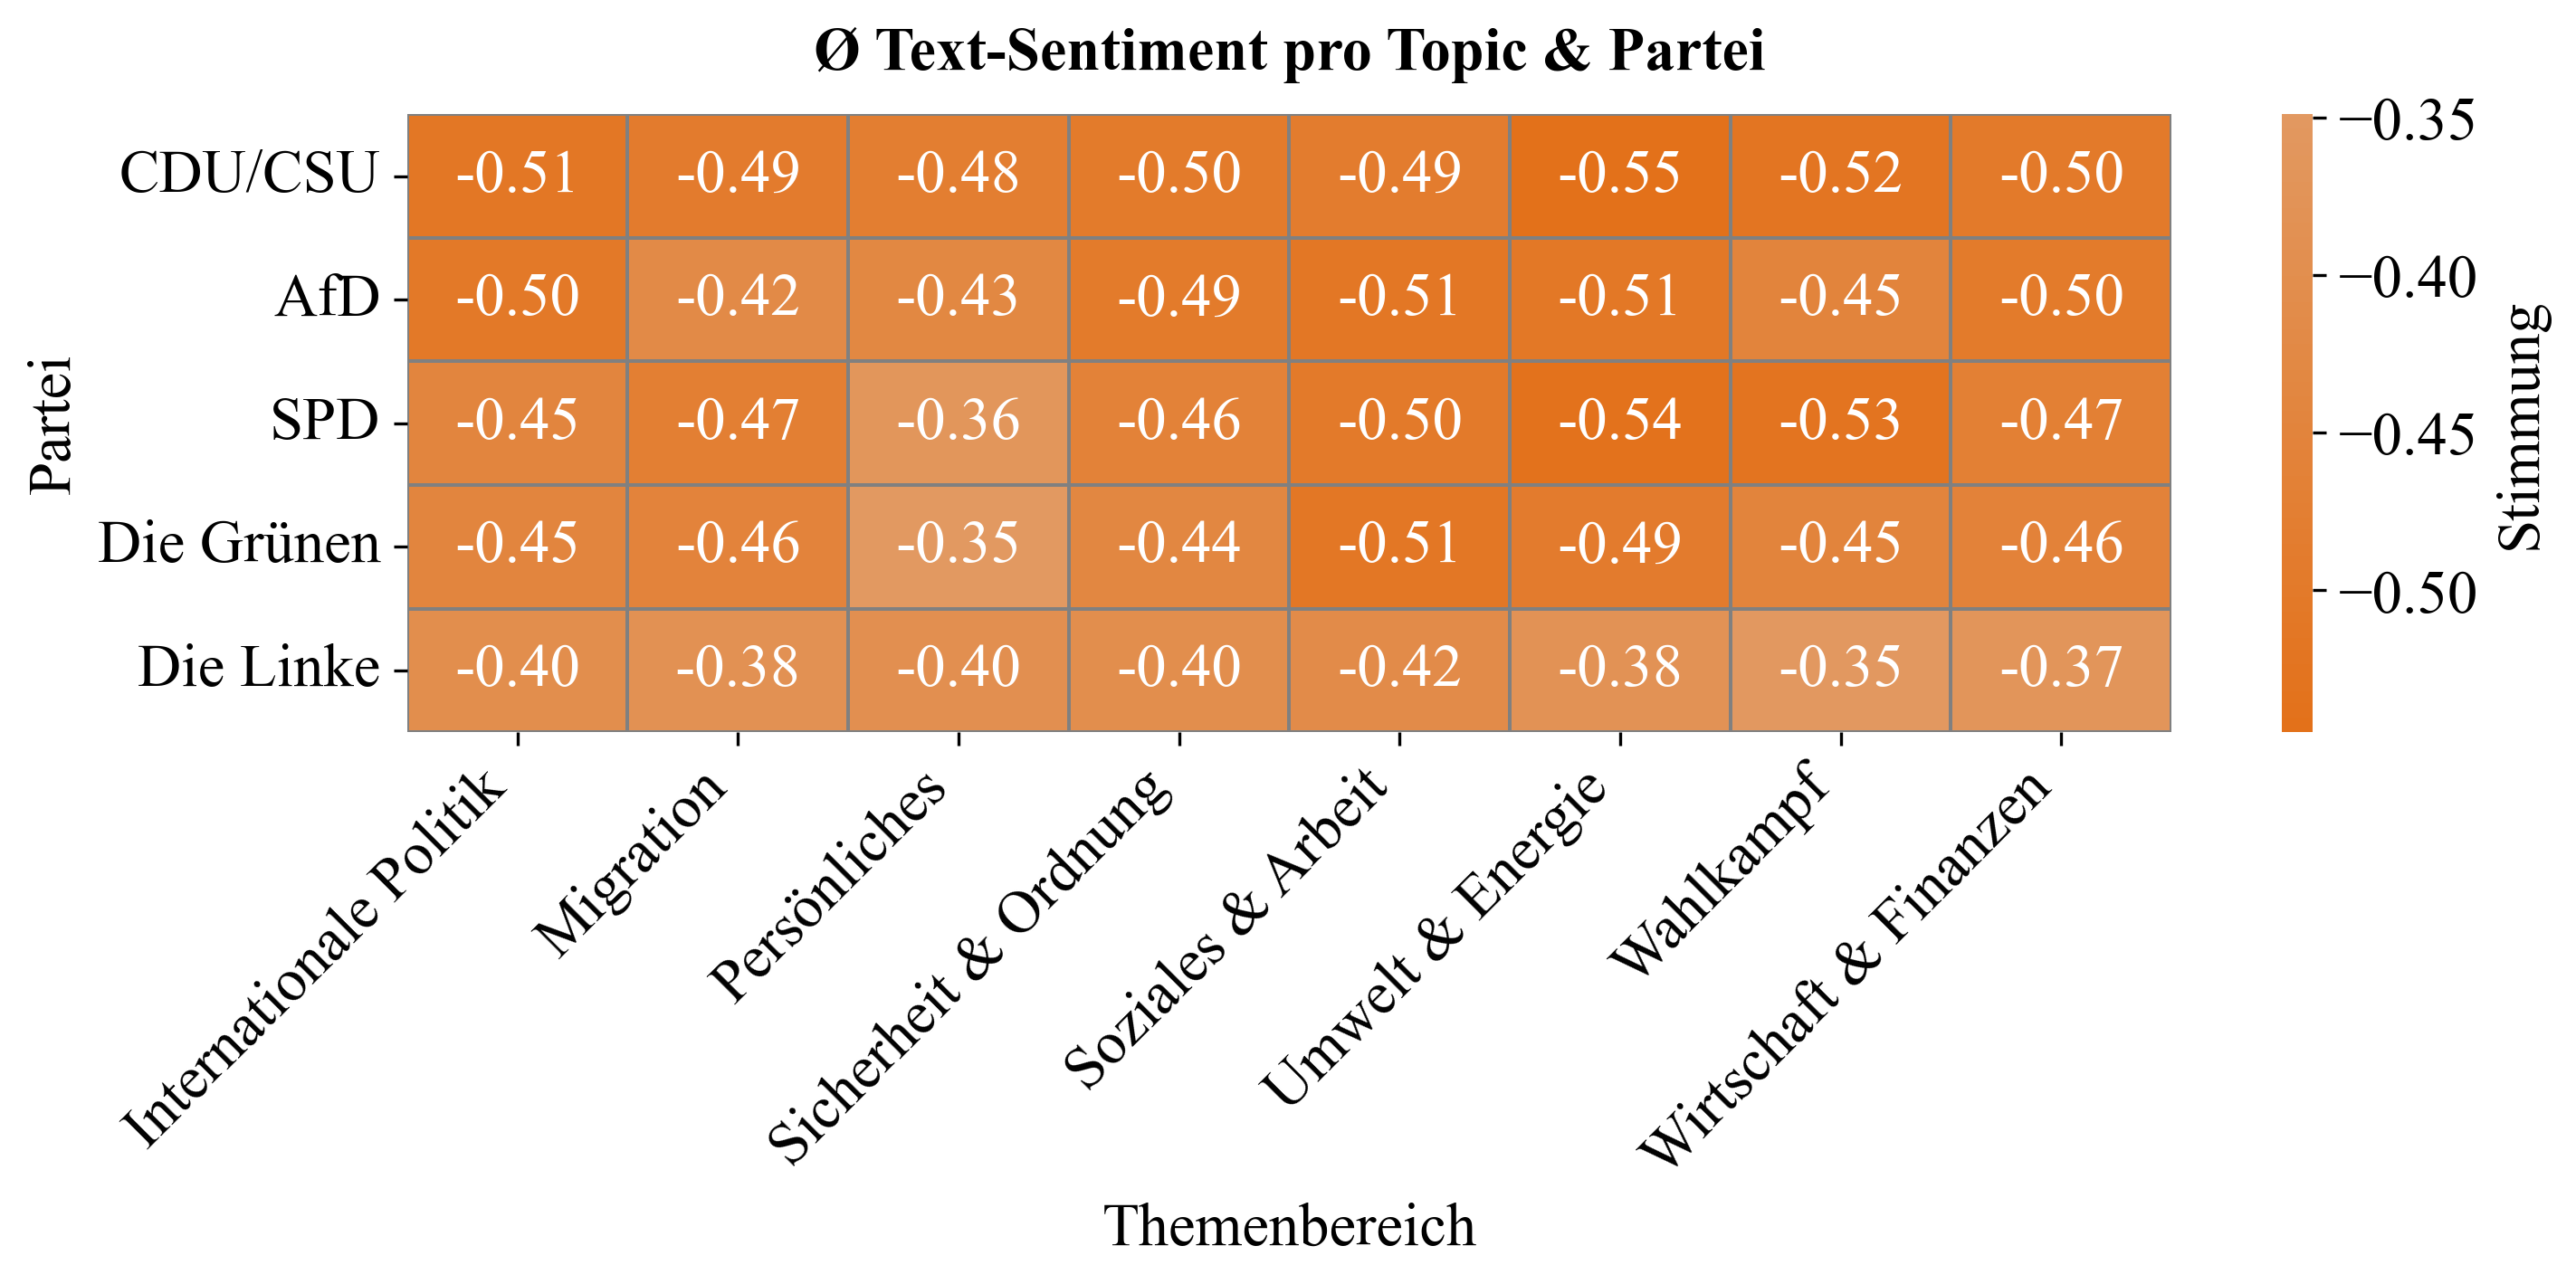 Ø Text-Sentiment pro Topic & Partei
Partei
CDU/CSU -0.51 -0.49 -0.48 -0.50 -0.49 -0.55 -0.52 -0.50
AfD -0.50 -0.42 -0.43 -0.49 -0.51 -0.51 -0.45 -0.50
SPD -0.45 -0.47 -0.36 -0.46 -0.50 -0.54 -0.53 -0.47
Die Grünen -0.45 -0.46 -0.35 -0.44 -0.51 -0.49 -0.45 -0.46
Die Linke -0.40 -0.38 -0.40 -0.40 -0.42 -0.38 -0.35 -0.37
Internationale Politik
Migration
Persönliches
Sicherheit & Ordnung
Soziales & Arbeit
Umwelt & Energie
Wahlkampf
Wirtschaft & Finanzen
Themenbereich
−0.35
−0.40
−0.45
−0.50
Stimmung